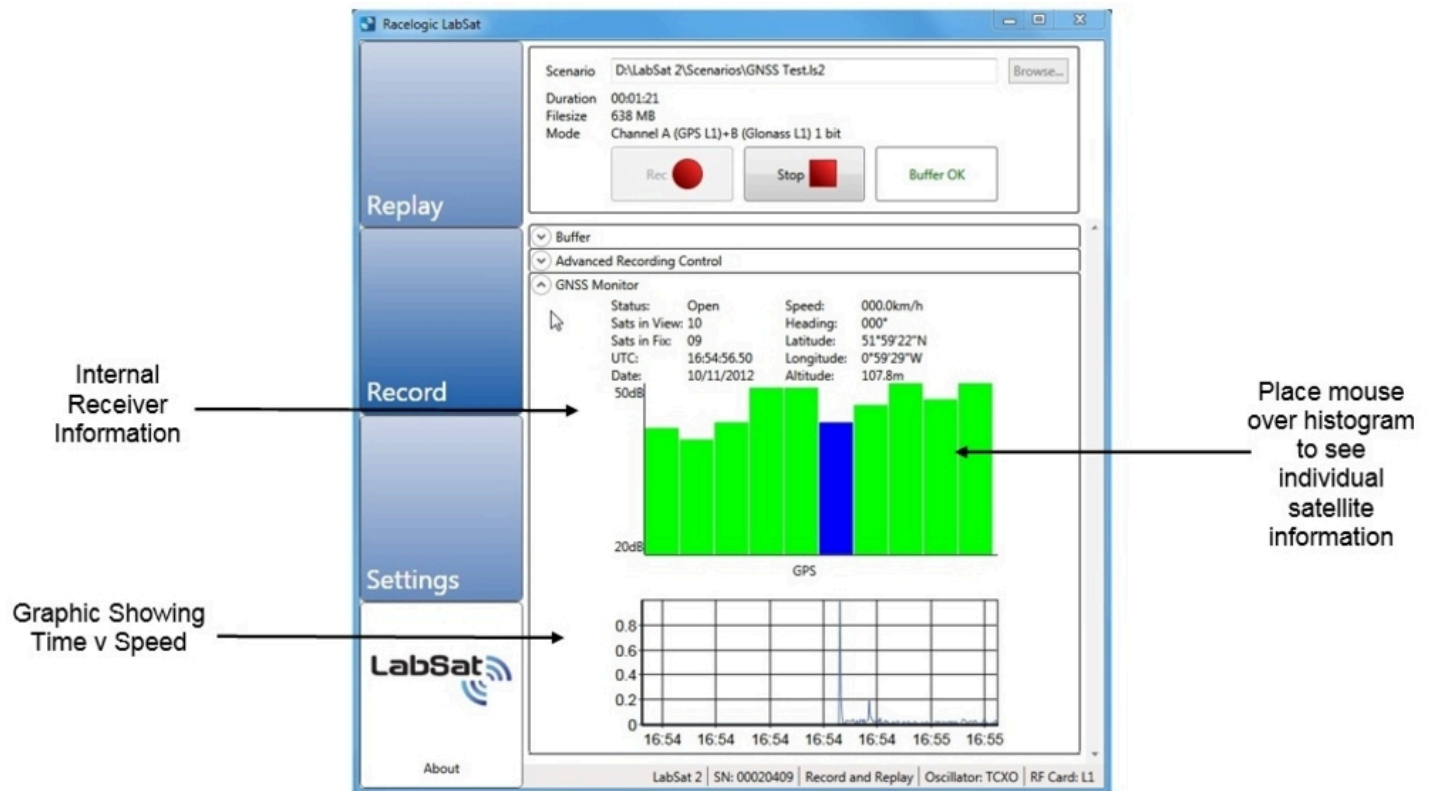 Racelogic LabSat
Replay
Record
Settings
LabSat
About
Scenario D:\LabSat 2\Scenarios\GNSS Test.ls2 Browse...
Duration 00:01:21
Filesize 638 MB
Mode Channel A (GPS L1)+B (Glonass L1) 1 bit
Rec Stop Buffer OK
Buffer
Advanced Recording Control
GNSS Monitor
Status: Open Speed: 000.0km/h
Sats in View: 10 Heading: 000°
Sats in Fix: 09 Latitude: 51°59'22"N
UTC: 16:54:56.50 Longitude: 0°59'29"W
Date: 10/11/2012 Altitude: 107.8m
50dB
20dB
GPS
0.8
0.6
0.4
0.2
0
16:54 16:54 16:54 16:54 16:54 16:55 16:55
LabSat 2 SN: 00020409 Record and Replay Oscillator: TCXO RF Card: L1
Internal
Receiver
Information
Graphic Showing
Time v Speed
Place mouse
over histogram
to see
individual
satellite
information